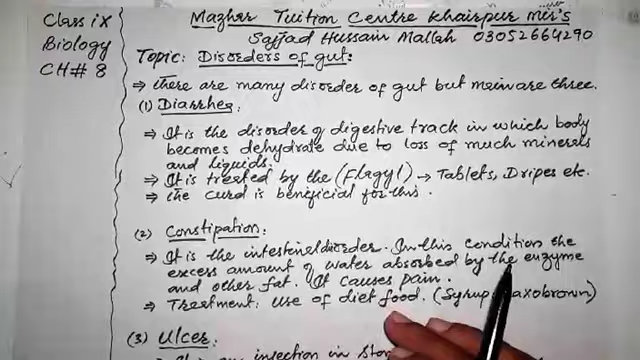 Class ix
Biology
CH# 8
Mazhar Tuition Centre Khairpur mir's
Sajjad Hussain Mallah 03052664290
Topic: Disorders of gut:
⇒ there are many disorder of gut but mein are three.
(1) Diarrhea:
⇒ It is the disorder of digestive track in which body
becomes dehydrate due to loss of much minerals
and liquids.
⇒ It is treated by the (Flagyl) → Tablets, Dripes etc.
⇒ the curd is beneficial for this.
(2) Constipation:
⇒ It is the intestinel disorder. In this condition the
excess amount of water absorbed by the enzyme
and other fat. It causes pain.
⇒ Treatment: use of diet food. (Syrup axobrown)
(3) Ulcer:
infection in